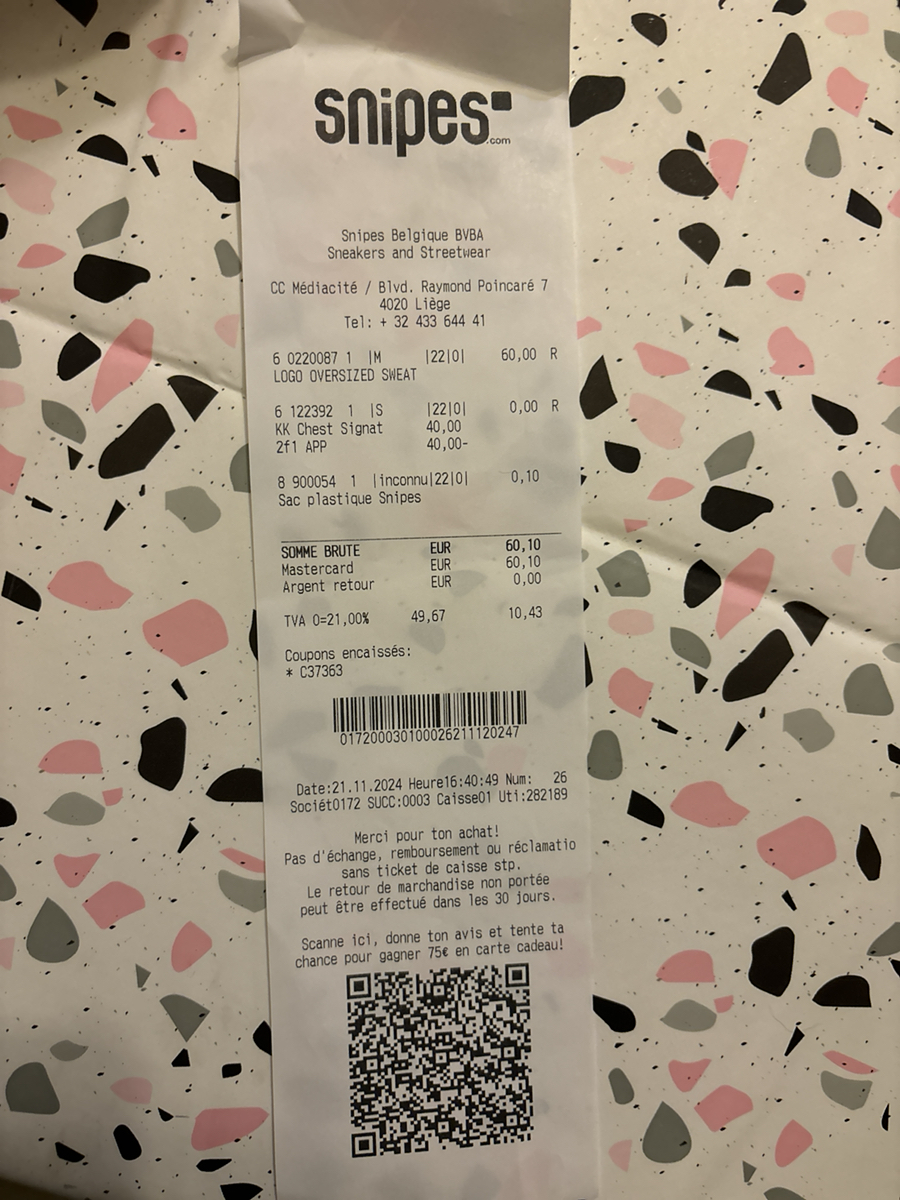 snipes
.com
Snipes Belgique BVBA
Sneakers and Streetwear
CC Médiacité / Blvd. Raymond Poincaré 7
4020 Liège
Tel: + 32 433 644 41
6 0220087 1 |M |22|0| 60,00 R
LOGO OVERSIZED SWEAT
6 122392 1 |S |22|0| 0,00 R
KK Chest Signat 40,00
2f1 APP 40,00-
8 900054 1 |inconnu|22|0| 0,10
Sac plastique Snipes
SOMME BRUTE EUR 60,10
Mastercard EUR 60,10
Argent retour EUR 0,00
TVA 0=21,00% 49,67 10,43
Coupons encaissés:
* C37363
017200030100026211120247
Date:21.11.2024 Heure16:40:49 Num: 26
Sociét0172 SUCC:0003 Caisse01 Uti:282189
Merci pour ton achat!
Pas d'échange, remboursement ou réclamatio
sans ticket de caisse stp.
Le retour de marchandise non portée
peut être effectué dans les 30 jours.
Scanne ici, donne ton avis et tente ta
chance pour gagner 75€ en carte cadeau!